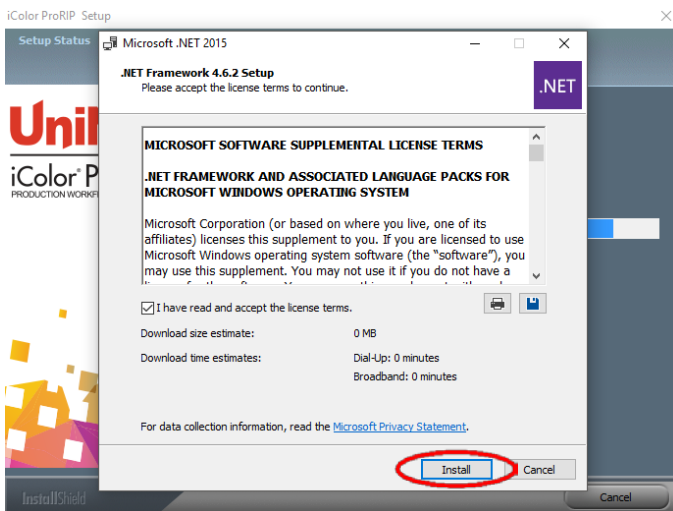 iColor ProRIP Setup
Setup Status
Microsoft .NET 2015
.NET Framework 4.6.2 Setup
Please accept the license terms to continue.
.NET
iColor P
MICROSOFT SOFTWARE SUPPLEMENTAL LICENSE TERMS
.NET FRAMEWORK AND ASSOCIATED LANGUAGE PACKS FOR
MICROSOFT WINDOWS OPERATING SYSTEM
Microsoft Corporation (or based on where you live, one of its
affiliates) licenses this supplement to you. If you are licensed to use
Microsoft Windows operating system software (the “software”), you
may use this supplement. You may not use it if you do not have a
I have read and accept the license terms.
Download size estimate: 0 MB
Download time estimates: Dial-Up: 0 minutes
Broadband: 0 minutes
For data collection information, read the Microsoft Privacy Statement.
Install Cancel
InstallShield
Cancel